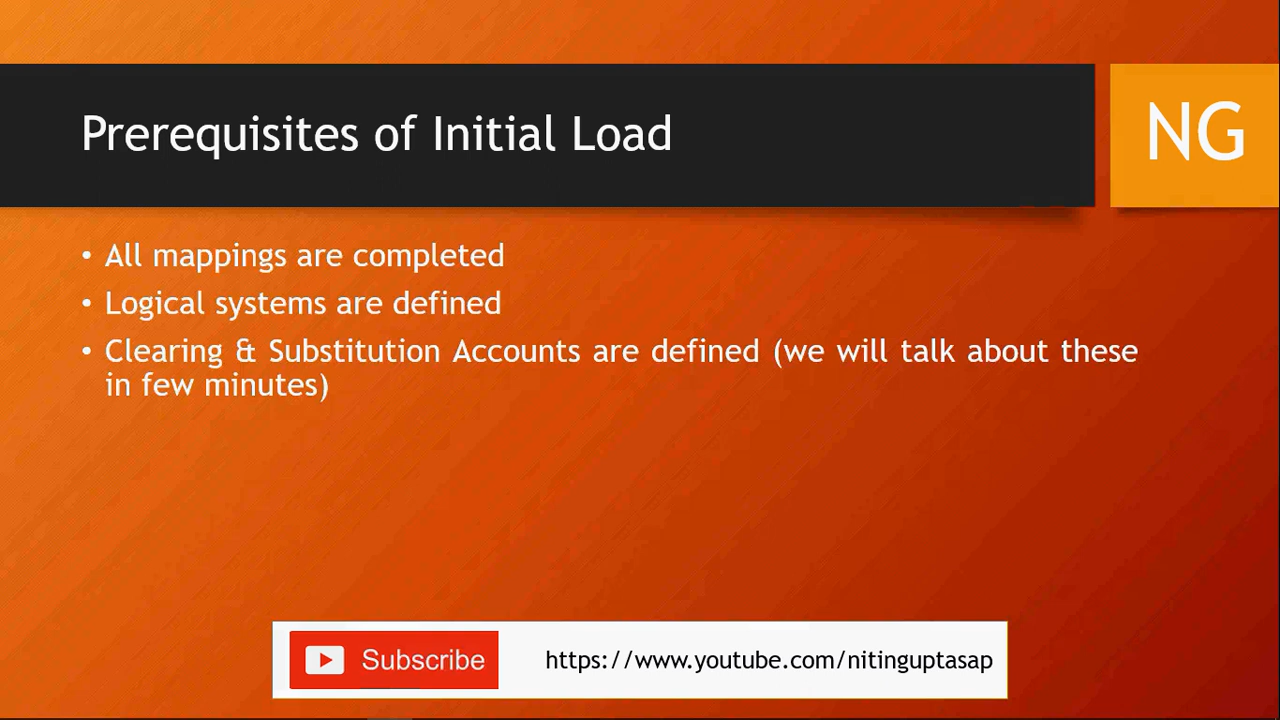 Prerequisites of Initial Load
NG
• All mappings are completed
• Logical systems are defined
• Clearing & Substitution Accounts are defined (we will talk about these
in few minutes)
Subscribe
https://www.youtube.com/nitinguptasap